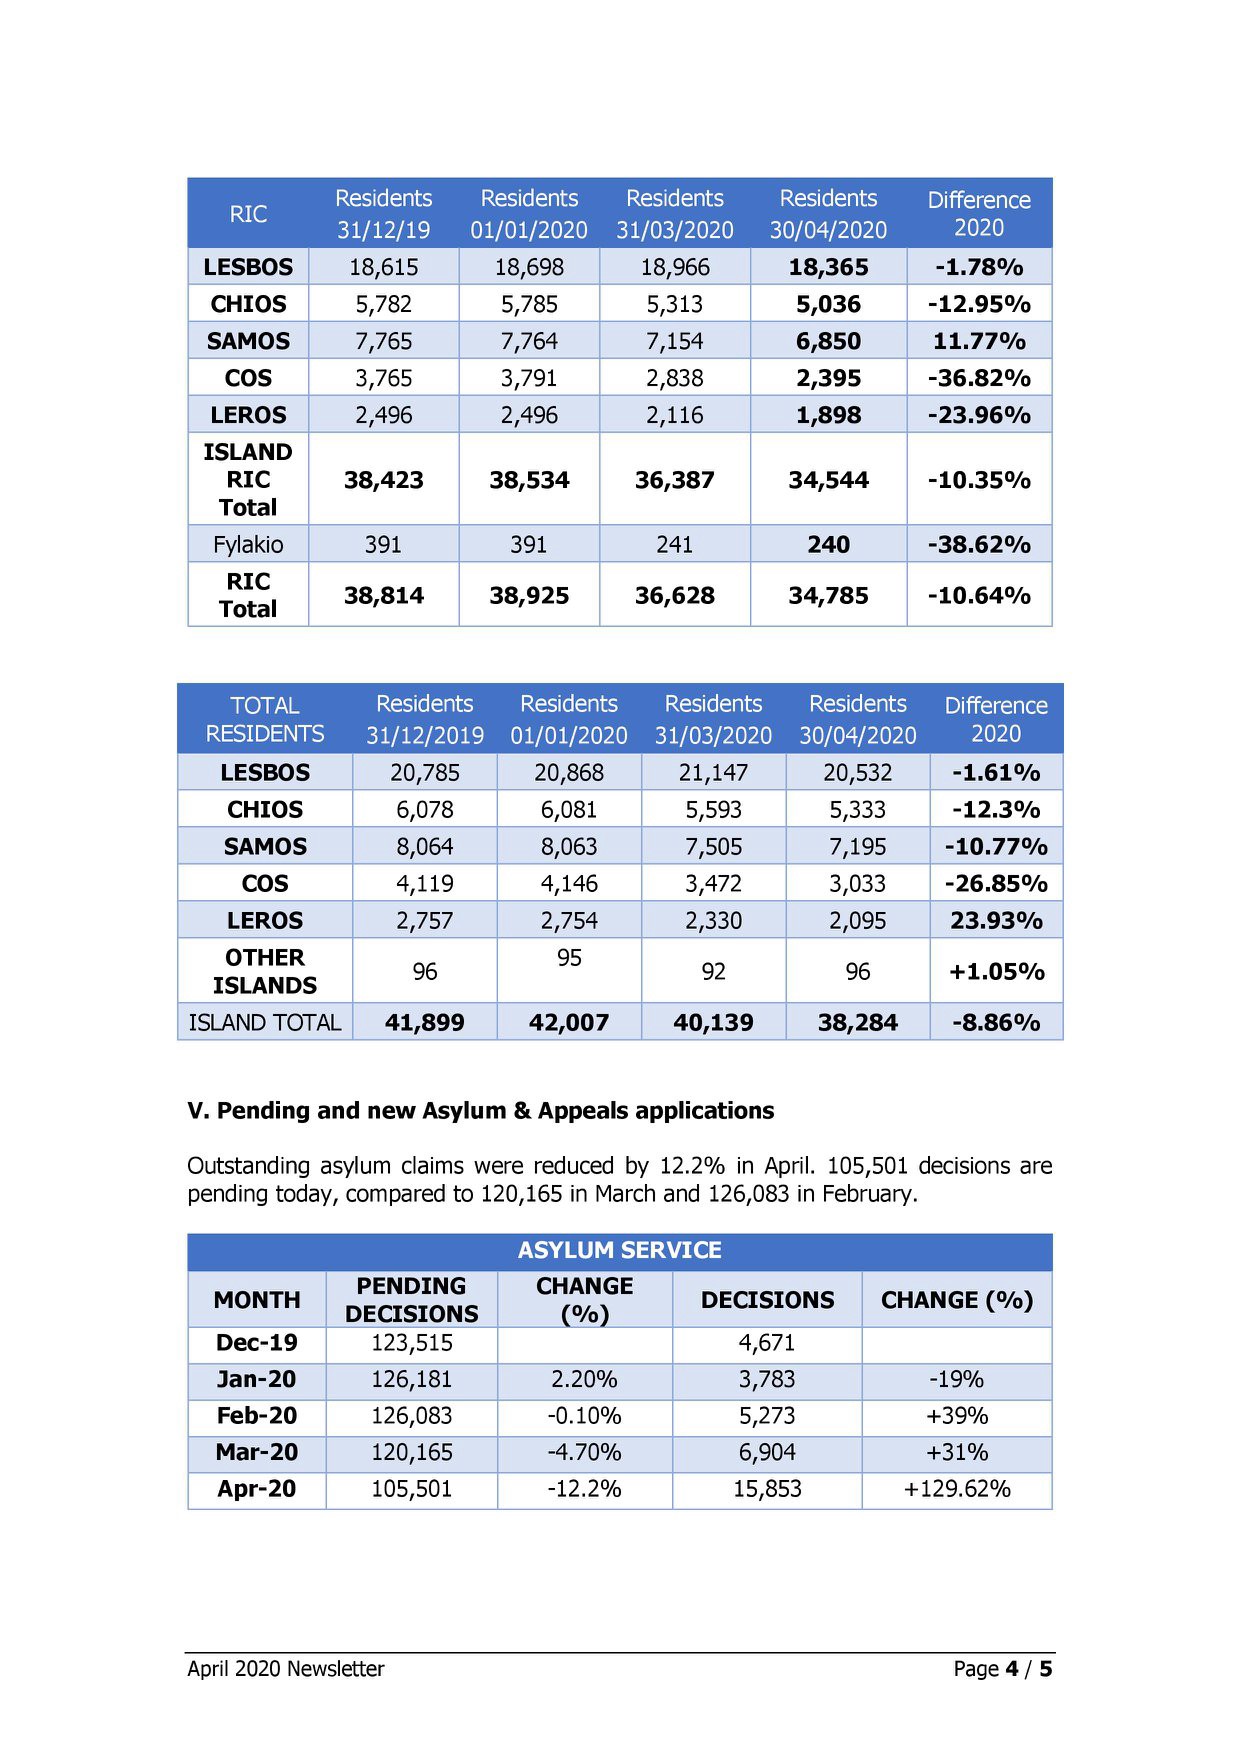 RIC Residents 31/12/19 Residents 01/01/2020 Residents 31/03/2020 Residents 30/04/2020 Difference 2020
LESBOS 18,615 18,698 18,966 18,365 -1.78%
CHIOS 5,782 5,785 5,313 5,036 -12.95%
SAMOS 7,765 7,764 7,154 6,850 11.77%
COS 3,765 3,791 2,838 2,395 -36.82%
LEROS 2,496 2,496 2,116 1,898 -23.96%
ISLAND RIC Total 38,423 38,534 36,387 34,544 -10.35%
Fylakio 391 391 241 240 -38.62%
RIC Total 38,814 38,925 36,628 34,785 -10.64%
TOTAL RESIDENTS Residents 31/12/2019 Residents 01/01/2020 Residents 31/03/2020 Residents 30/04/2020 Difference 2020
LESBOS 20,785 20,868 21,147 20,532 -1.61%
CHIOS 6,078 6,081 5,593 5,333 -12.3%
SAMOS 8,064 8,063 7,505 7,195 -10.77%
COS 4,119 4,146 3,472 3,033 -26.85%
LEROS 2,757 2,754 2,330 2,095 23.93%
OTHER ISLANDS 96 95 92 96 +1.05%
ISLAND TOTAL 41,899 42,007 40,139 38,284 -8.86%
V. Pending and new Asylum & Appeals applications
Outstanding asylum claims were reduced by 12.2% in April. 105,501 decisions are
pending today, compared to 120,165 in March and 126,083 in February.
ASYLUM SERVICE
MONTH PENDING DECISIONS CHANGE (%) DECISIONS CHANGE (%)
Dec-19 123,515 4,671
Jan-20 126,181 2.20% 3,783 -19%
Feb-20 126,083 -0.10% 5,273 +39%
Mar-20 120,165 -4.70% 6,904 +31%
Apr-20 105,501 -12.2% 15,853 +129.62%
April 2020 Newsletter Page 4 / 5